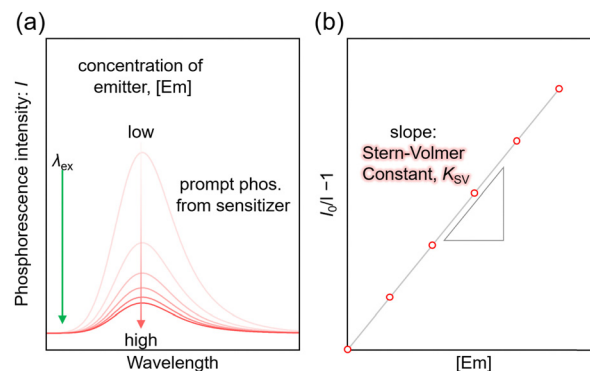 (a)
concentration of
emitter, [Em]
low
λex
prompt phos.
from sensitizer
high
Phosphorescence intensity: I
Wavelength
(b)
slope:
Stern-Volmer
Constant, KSV
I0/I −1
[Em]